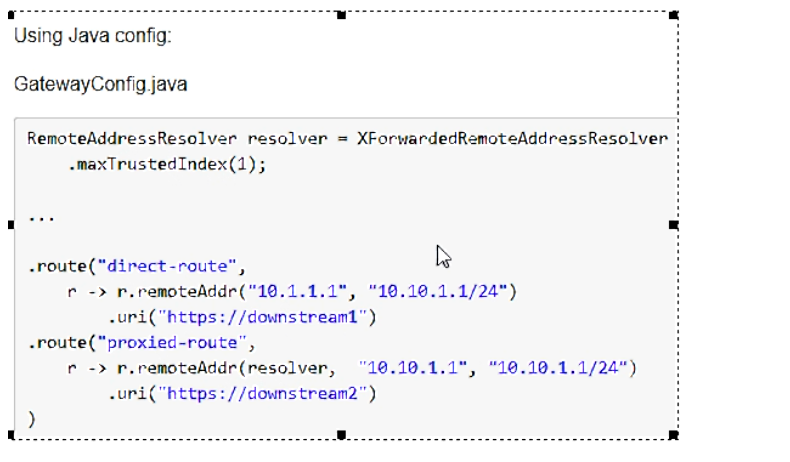 Using Java config:
GatewayConfig.java
RemoteAddressResolver resolver = XForwardedRemoteAddressResolver
    .maxTrustedIndex(1);
...
.route("direct-route",
    r -> r.remoteAddr("10.1.1.1", "10.10.1.1/24")
        .uri("https://downstream1")
.route("proxied-route",
    r -> r.remoteAddr(resolver,  "10.10.1.1", "10.10.1.1/24")
        .uri("https://downstream2")
)